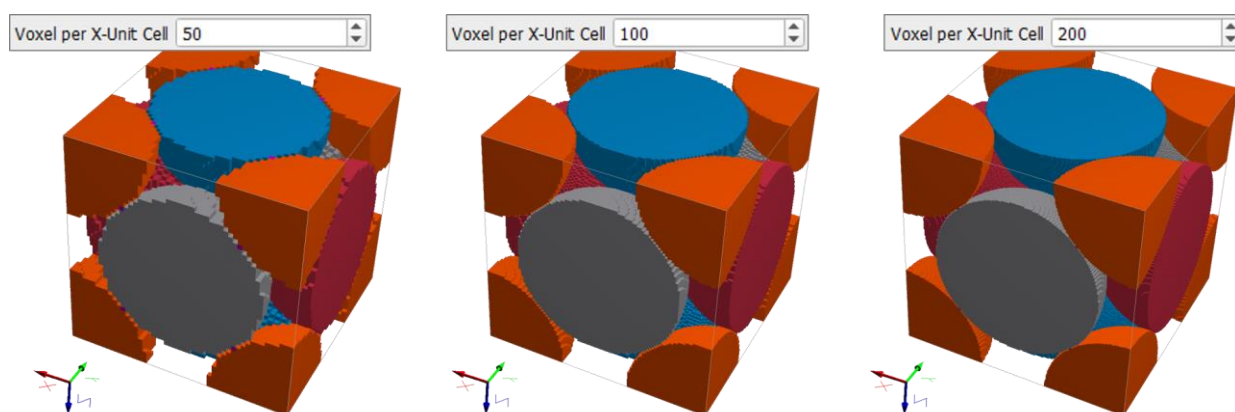 Voxel per X-Unit Cell 50
Voxel per X-Unit Cell 100
Voxel per X-Unit Cell 200
X Y Z
X Y Z
X Y Z